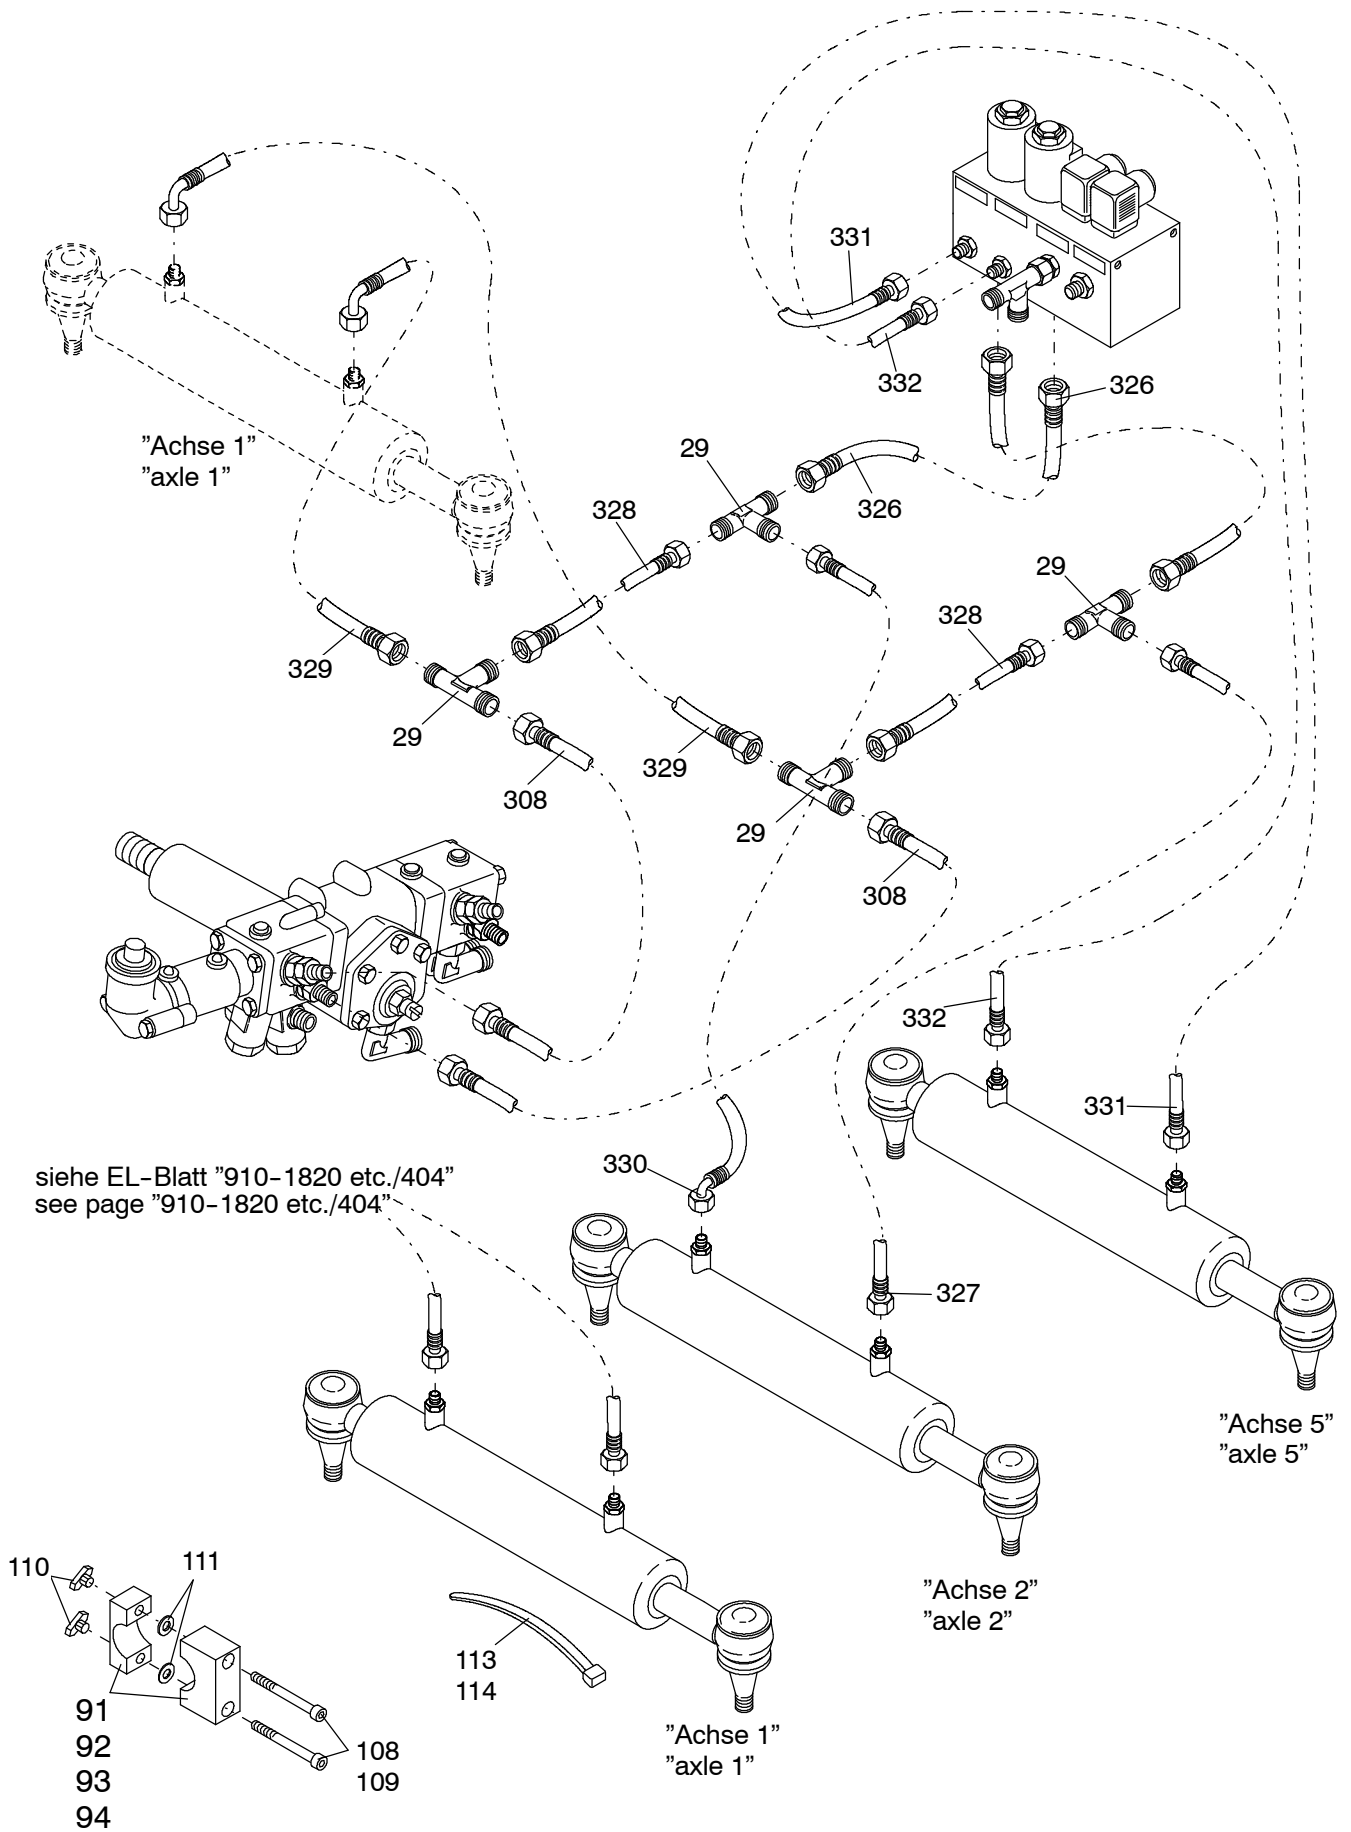 331
332
326
29
326
328
29
328
329
29
308
329
29
308
"Achse 1"
"axle 1"
332
331
siehe EL-Blatt "910-1820 etc./404"
see page "910-1820 etc./404"
330
327
"Achse 5"
"axle 5"
"Achse 2"
"axle 2"
110
111
113
114
91
92
93
94
108
109
"Achse 1"
"axle 1"